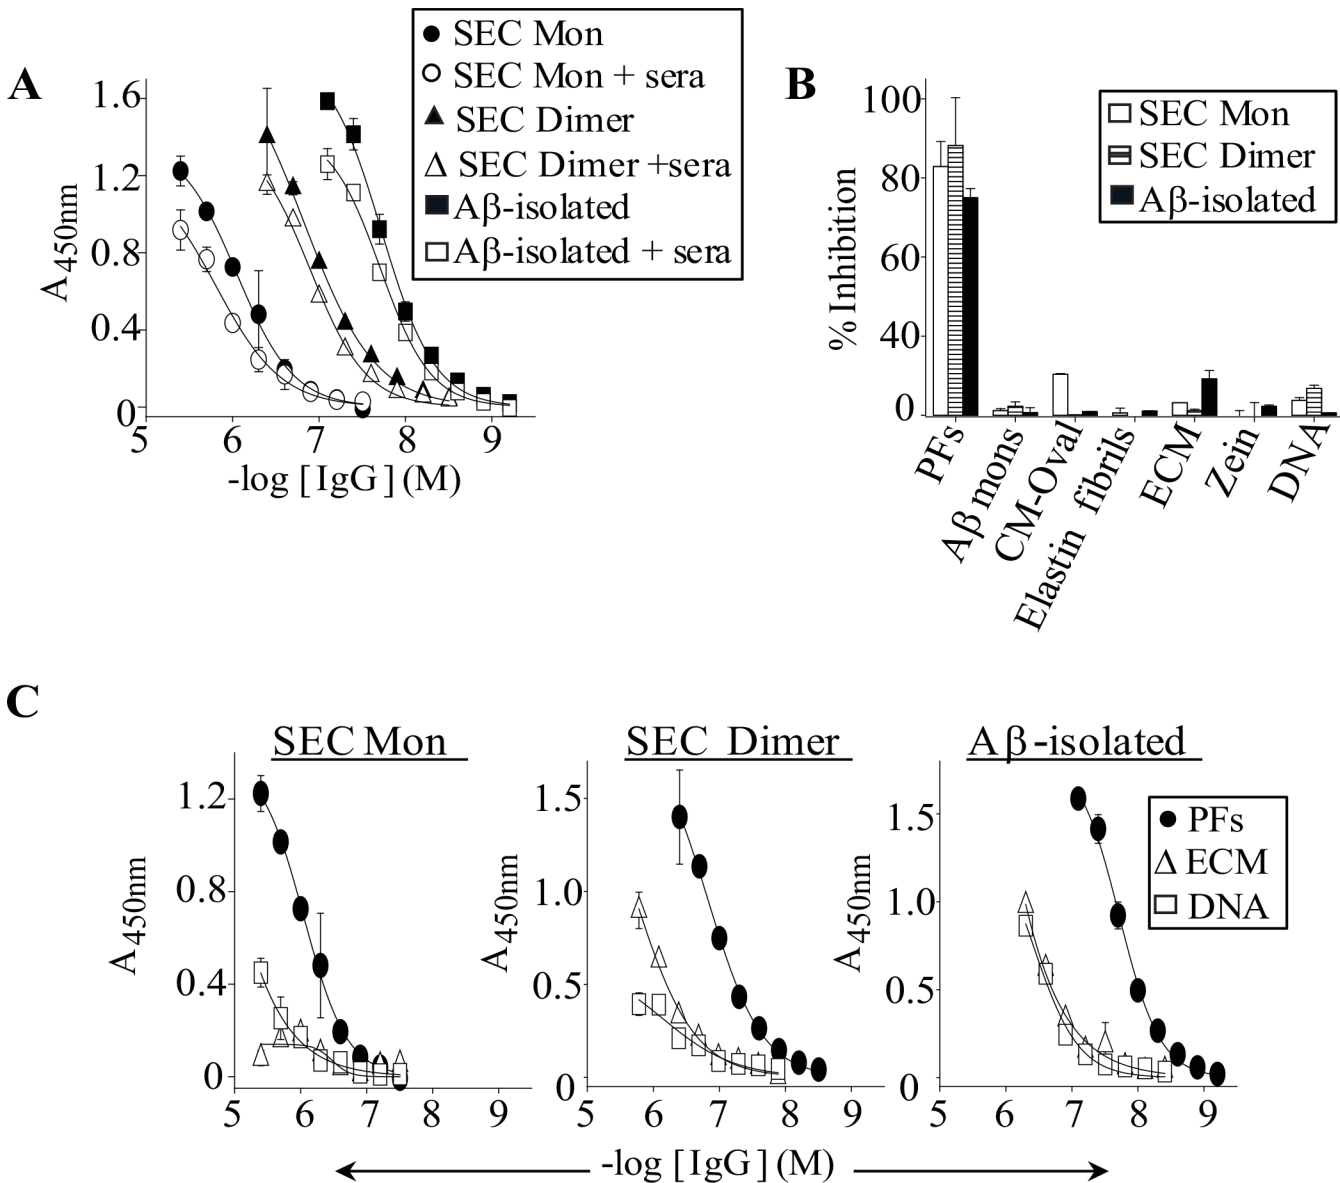 A
SEC Mon
SEC Mon + sera
SEC Dimer
SEC Dimer +sera
Aβ-isolated
Aβ-isolated + sera
1.6
1.2
0.8
0.4
0
A450nm
5 6 7 8 9
-log [IgG] (M)
B
SEC Mon
SEC Dimer
Aβ-isolated
100
80
60
40
20
0
% Inhibition
PFs
Aβ mons
CM-Oval
Elastin fibrils
ECM
Zein
DNA
C
SEC Mon
1.2
0.8
0.4
0
A450nm
5 6 7 8 9
SEC Dimer
1.5
1.0
0.5
0
A450nm
5 6 7 8 9
Aβ-isolated
PFs
ECM
DNA
1.5
1.0
0.5
0
A450nm
5 6 7 8 9
-log [IgG] (M)